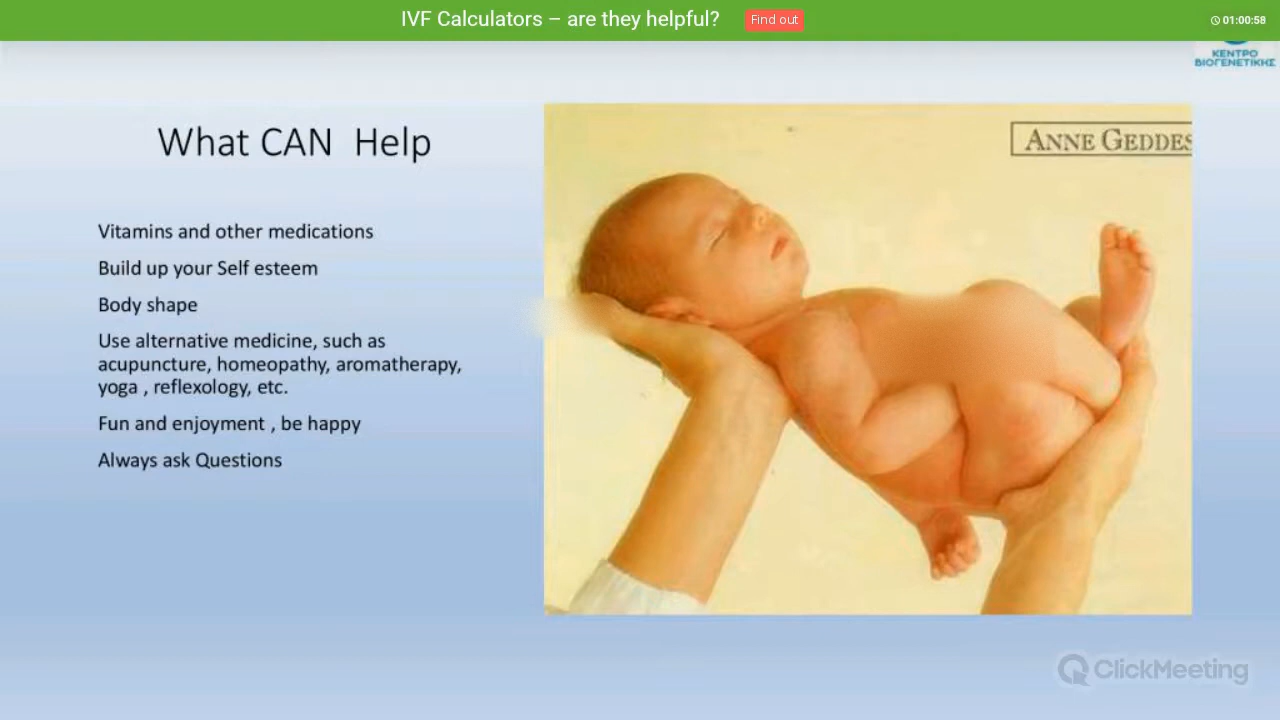 IVF Calculators – are they helpful? Find out
01:00:58
ΚΕΝΤΡΟ
ΒΙΟΓΕΝΕΤΙΚΗΣ
What CAN Help
ANNE GEDDES
Vitamins and other medications
Build up your Self esteem
Body shape
Use alternative medicine, such as
acupuncture, homeopathy, aromatherapy,
yoga , reflexology, etc.
Fun and enjoyment , be happy
Always ask Questions
ClickMeeting